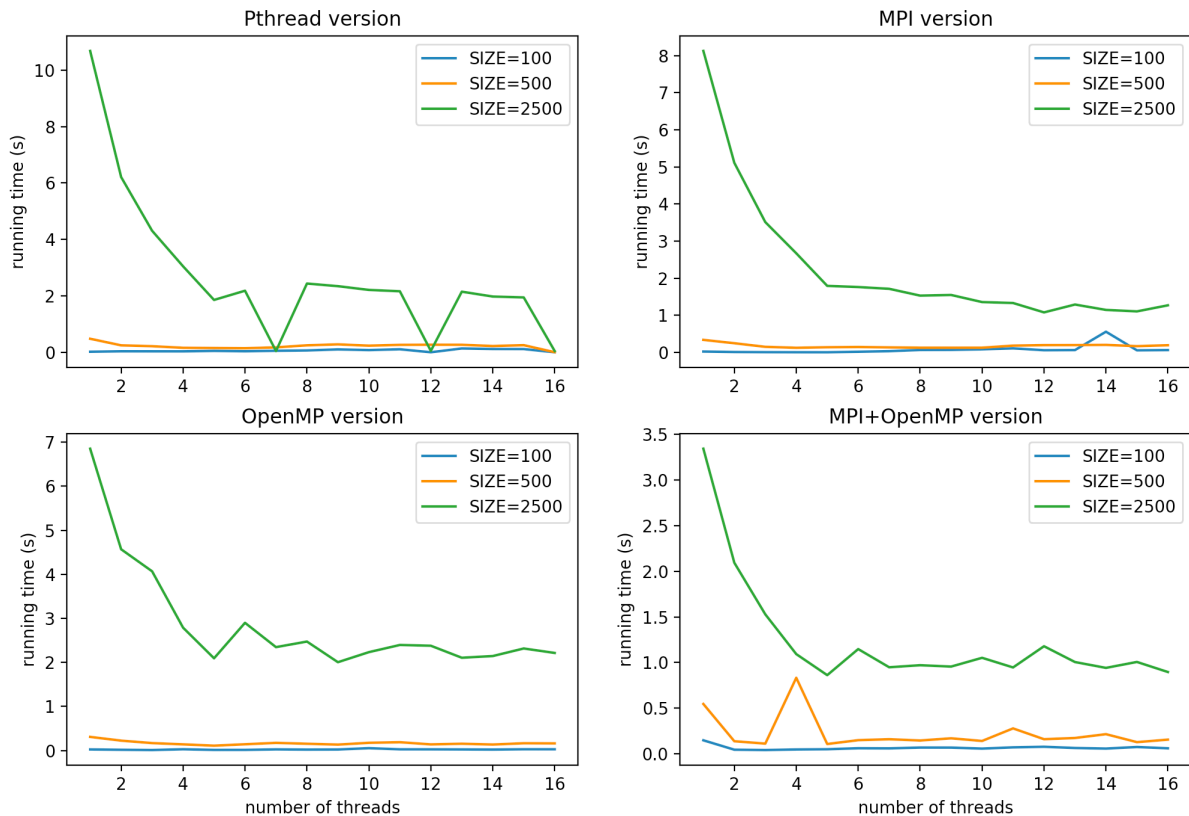 Pthread version
running time (s)
10
8
6
4
2
0
SIZE=100
SIZE=500
SIZE=2500
2 4 6 8 10 12 14 16
MPI version
running time (s)
8
7
6
5
4
3
2
1
0
SIZE=100
SIZE=500
SIZE=2500
2 4 6 8 10 12 14 16
OpenMP version
running time (s)
7
6
5
4
3
2
1
0
SIZE=100
SIZE=500
SIZE=2500
2 4 6 8 10 12 14 16
number of threads
MPI+OpenMP version
running time (s)
3.5
3.0
2.5
2.0
1.5
1.0
0.5
0.0
SIZE=100
SIZE=500
SIZE=2500
2 4 6 8 10 12 14 16
number of threads